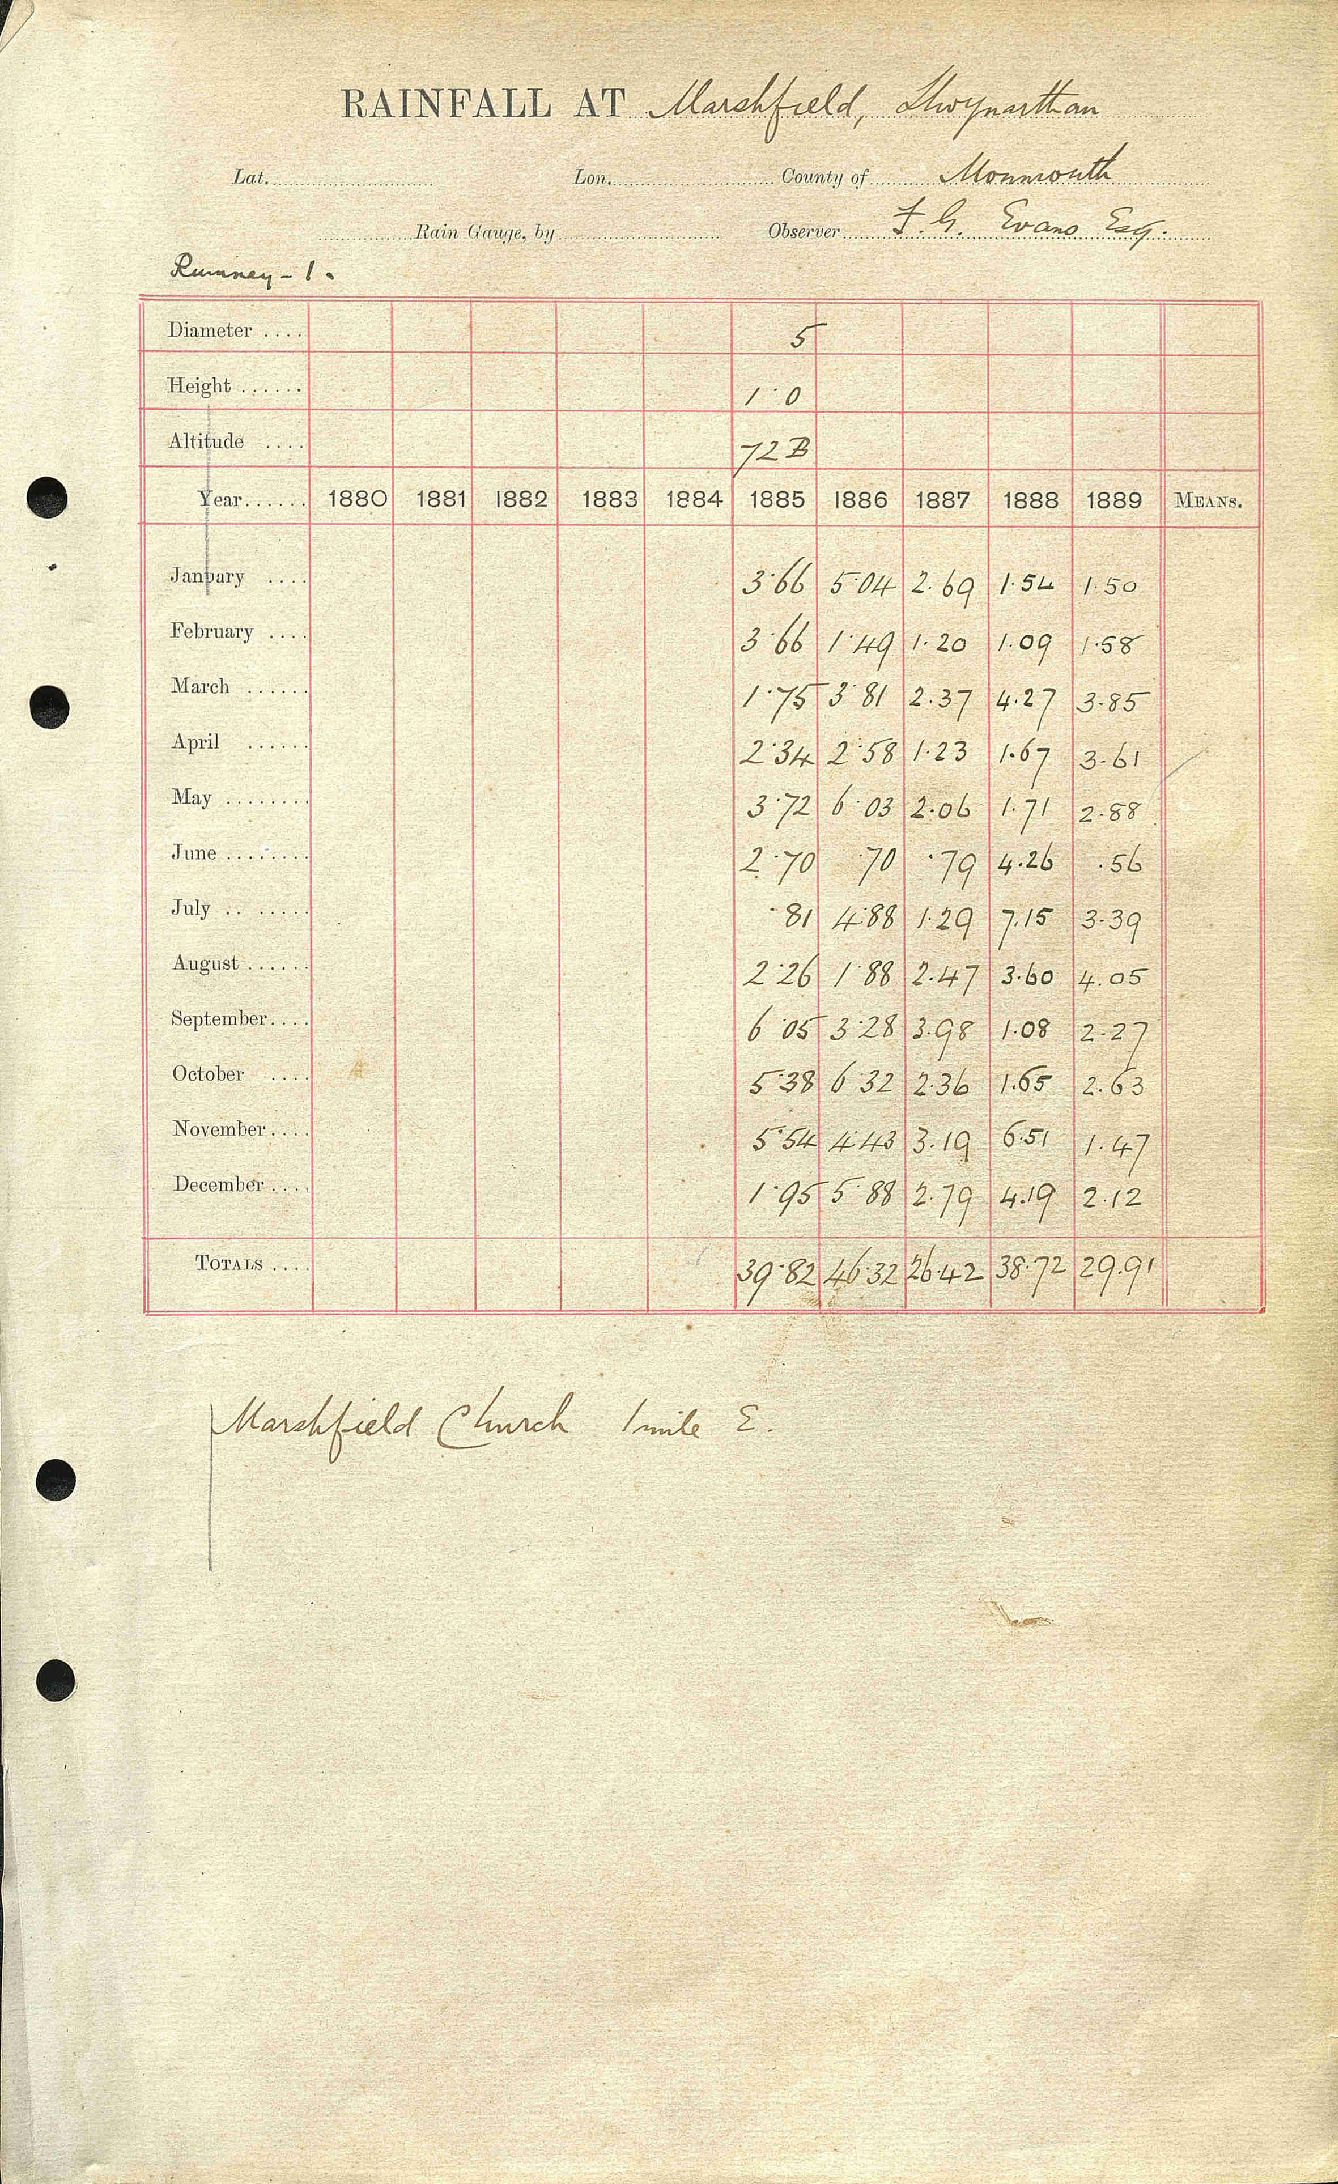 RAINFALL AT Marshfield, Llwynarthan
Lat. Lon. County of Monmouth
Rain Gauge, by Observer F. G. Evans Esq.
Rumney - 1.
Diameter .... 5
Height ...... 1·0
Altitude .... 72 B
Year...... 1880 1881 1882 1883 1884 1885 1886 1887 1888 1889 MEANS.
January .... 3·66 5·04 2.69 1.54 1.50
February .... 3·66 1·49 1.20 1.09 1.58
March ...... 1·75 3·81 2.37 4.27 3.85
April ...... 2·34 2·58 1.23 1.67 3.61
May ........ 3·72 6·03 2.06 1.71 2.88
June ........ 2·70 ·70 ·79 4.26 .56
July .. ...... ·81 4·88 1.29 7.15 3.39
August ...... 2·26 1·88 2.47 3.60 4.05
September.... 6·05 3·28 3.98 1.08 2.27
October .... 5·38 6·32 2.36 1.65 2.63
November.... 5·54 4·43 3.19 6.51 1.47
December .... 1·95 5·88 2.79 4.19 2.12
TOTALS .... 39·82 46·32 26·42 38·72 29.91
Marshfield Church 1 mile E.